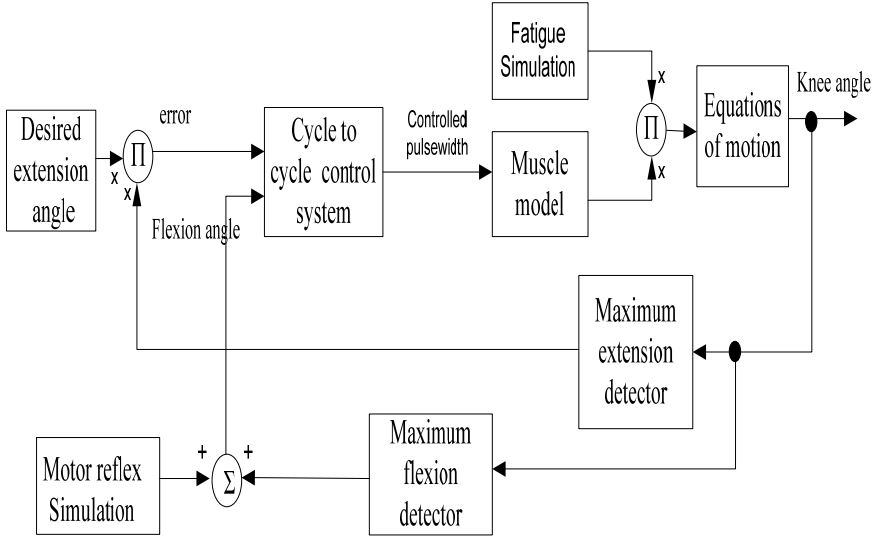 Fatigue
Simulation
x
Knee angle
Desired
extension
angle
x
x
Π
error
Cycle to
cycle control
system
Controlled
pulsewidth
Muscle
model
Π
x
Equations
of motion
Flexion angle
Maximum
extension
detector
Motor reflex
Simulation
+
+
Σ
Maximum
flexion
detector